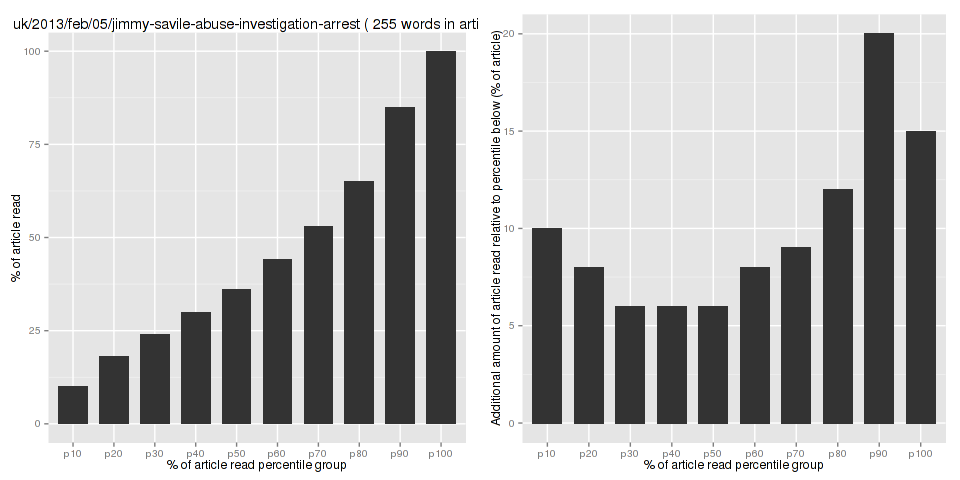 uk/2013/feb/05/jimmy-savile-abuse-investigation-arrest ( 255 words in arti
% of article read
100
75
50
25
0
p10 p20 p30 p40 p50 p60 p70 p80 p90 p100
% of article read percentile group
Additional amount of article read relative to percentile below (% of article)
20
15
10
5
0
p10 p20 p30 p40 p50 p60 p70 p80 p90 p100
% of article read percentile group